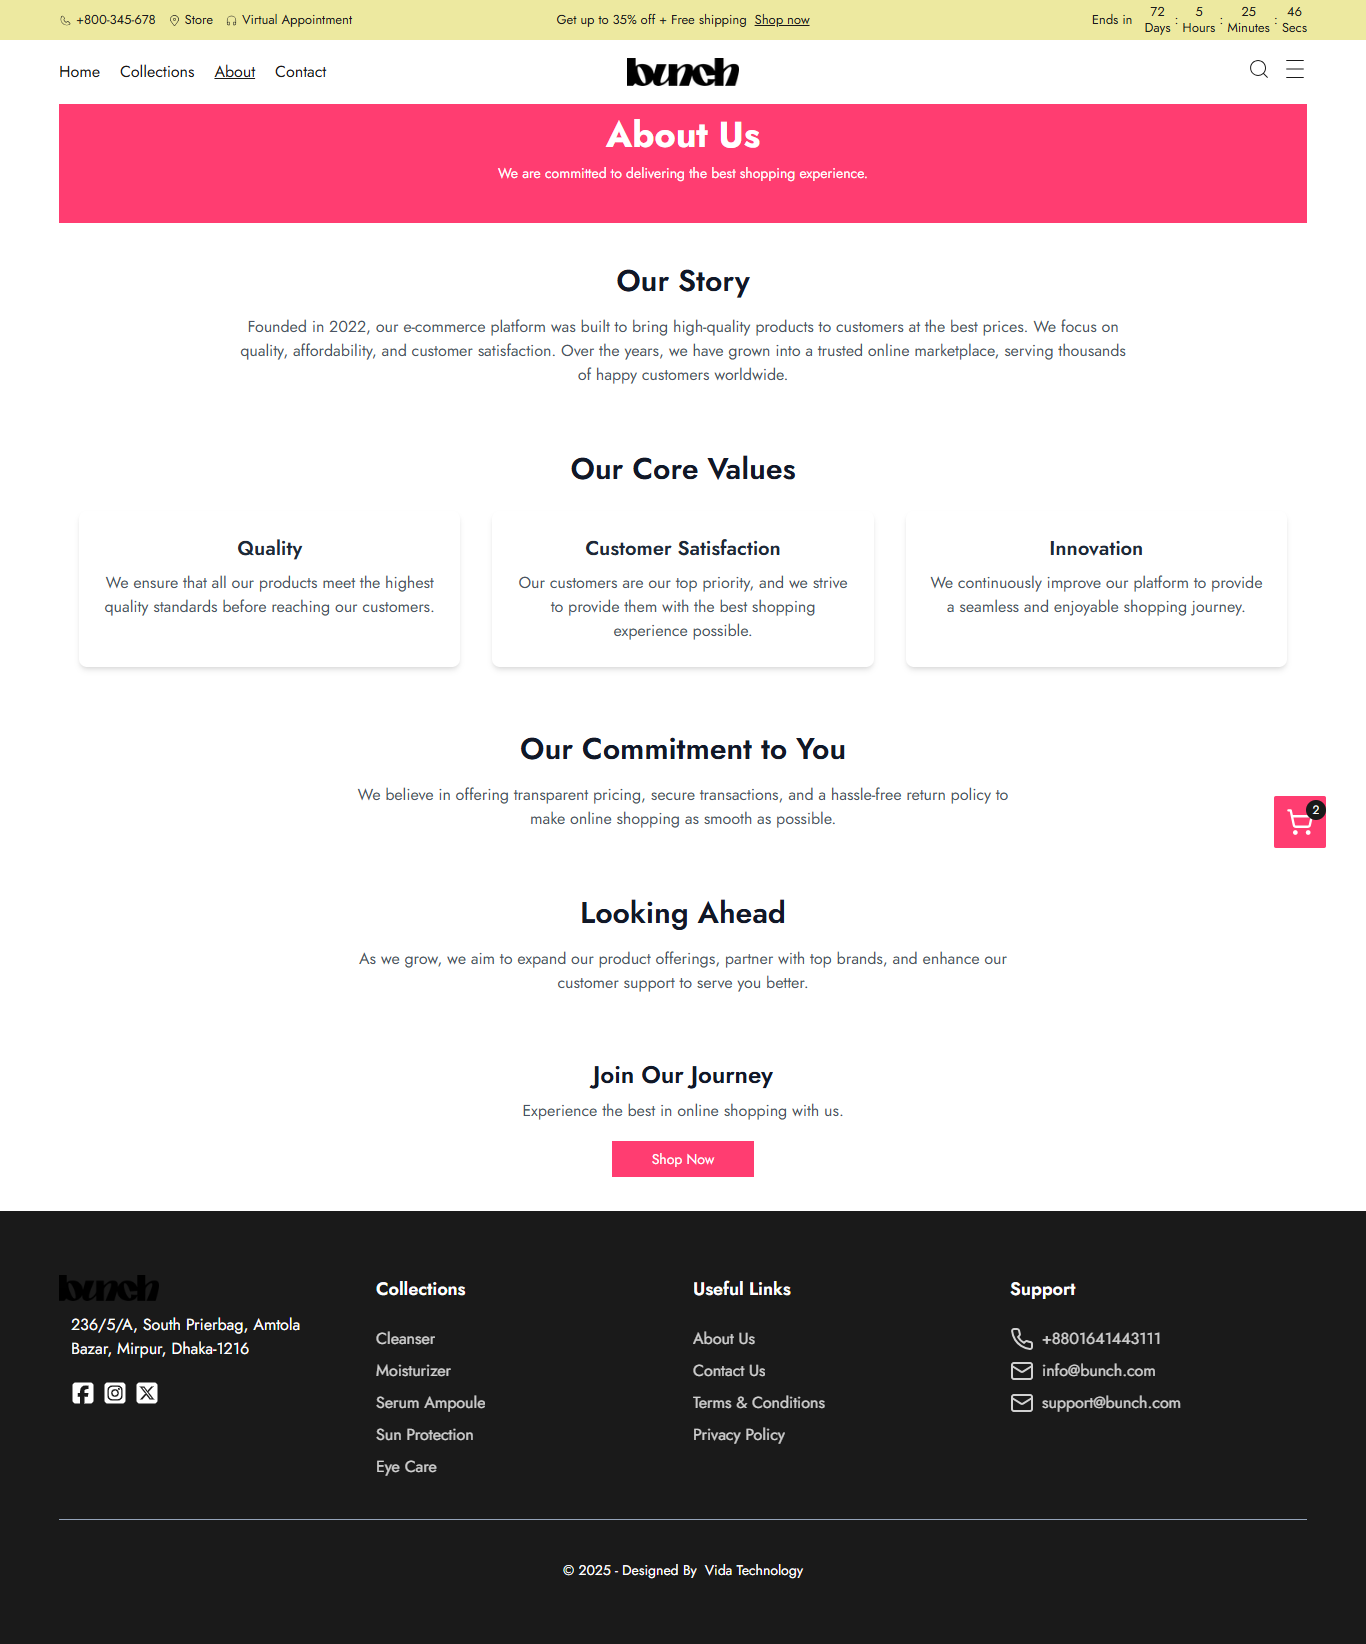 +800-345-678 Store Virtual Appointment Get up to 35% off + Free shipping Shop now Ends in 72 Days : 5 Hours : 25 Minutes : 46 Secs
Home Collections About Contact bunch
About Us
We are committed to delivering the best shopping experience.
Our Story
Founded in 2022, our e-commerce platform was built to bring high-quality products to customers at the best prices. We focus on
quality, affordability, and customer satisfaction. Over the years, we have grown into a trusted online marketplace, serving thousands
of happy customers worldwide.
Our Core Values
Quality
We ensure that all our products meet the highest
quality standards before reaching our customers.
Customer Satisfaction
Our customers are our top priority, and we strive
to provide them with the best shopping
experience possible.
Innovation
We continuously improve our platform to provide
a seamless and enjoyable shopping journey.
Our Commitment to You
We believe in offering transparent pricing, secure transactions, and a hassle-free return policy to
make online shopping as smooth as possible.
2
Looking Ahead
As we grow, we aim to expand our product offerings, partner with top brands, and enhance our
customer support to serve you better.
Join Our Journey
Experience the best in online shopping with us.
Shop Now
bunch
236/5/A, South Prierbag, Amtola
Bazar, Mirpur, Dhaka-1216
Collections
Cleanser
Moisturizer
Serum Ampoule
Sun Protection
Eye Care
Useful Links
About Us
Contact Us
Terms & Conditions
Privacy Policy
Support
+8801641443111
info@bunch.com
support@bunch.com
© 2025 - Designed By Vida Technology